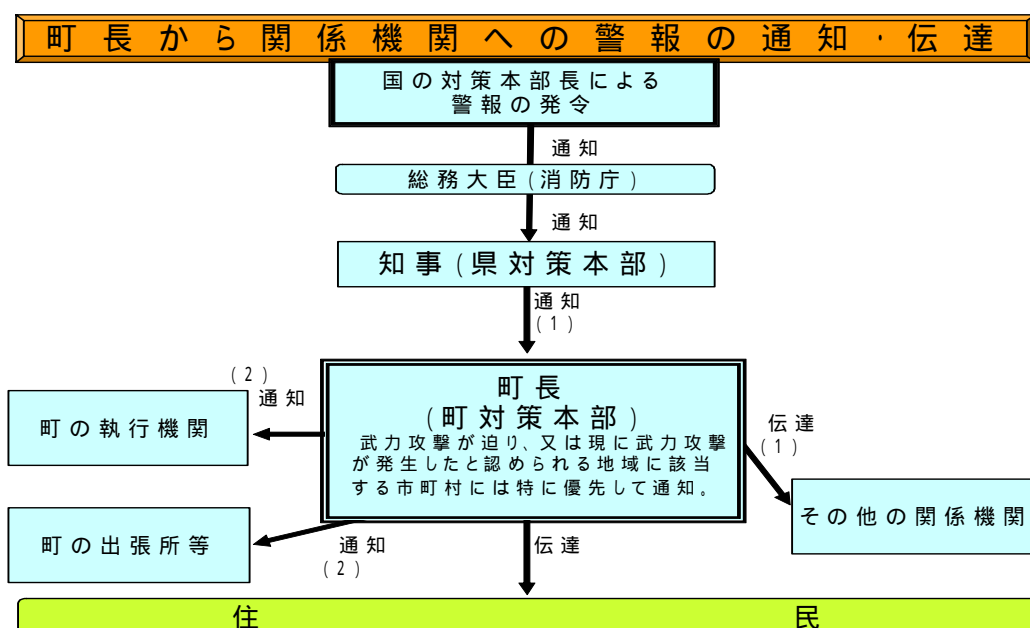 町長から関係機関への警報の通知・伝達
国の対策本部長による
警報の発令
通知
総務大臣(消防庁)
通知
知事(県対策本部)
通知
(1)
(2)
通知
町の執行機関
町長
(町対策本部)
武力攻撃が迫り、又は現に武力攻撃
が発生したと認められる地域に該当
する市町村には特に優先して通知。
伝達
(1)
その他の関係機関
町の出張所等
通知
(2)
伝達
住民